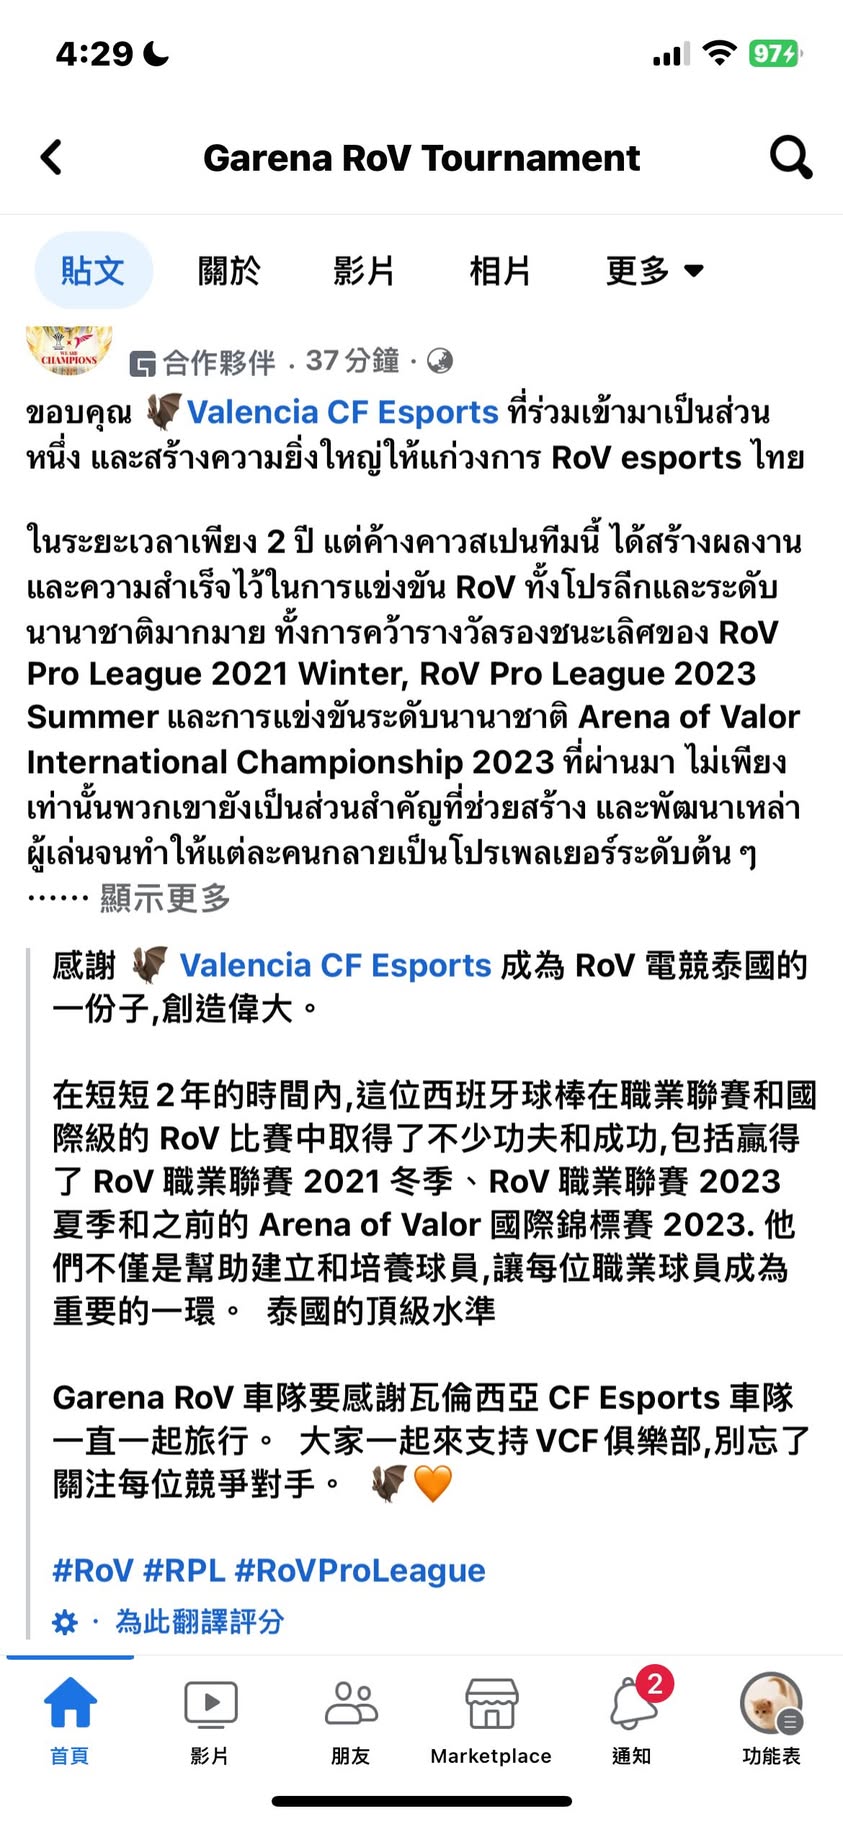 4:29
97
Garena RoV Tournament
貼文 關於 影片 相片 更多
WE ARE
CHAMPIONS
合作夥伴 . 37 分鐘 ·
ขอบคุณ 🦇Valencia CF Esports ที่ร่วมเข้ามาเป็นส่วน
หนึ่ง และสร้างความยิ่งใหญ่ให้แก่วงการ RoV esports ไทย
ในระยะเวลาเพียง 2 ปี แต่ค้างคาวสเปนทีมนี้ ได้สร้างผลงาน
และความสำเร็จไว้ในการแข่งขัน RoV ทั้งโปรลีกและระดับ
นานาชาติมากมาย ทั้งการคว้ารางวัลรองชนะเลิศของ RoV
Pro League 2021 Winter, RoV Pro League 2023
Summer และการแข่งขันระดับนานาชาติ Arena of Valor
International Championship 2023 ที่ผ่านมา ไม่เพียง
เท่านั้นพวกเขายังเป็นส่วนสำคัญที่ช่วยสร้าง และพัฒนาเหล่า
ผู้เล่นจนทำให้แต่ละคนกลายเป็นโปรเพลเยอร์ระดับต้น ๆ
…… 顯示更多
感謝 🦇 Valencia CF Esports 成為 RoV 電競泰國的
一份子,創造偉大。
在短短 2 年的時間內,這位西班牙球棒在職業聯賽和國
際級的 RoV 比賽中取得了不少功夫和成功,包括贏得
了 RoV 職業聯賽 2021 冬季、RoV 職業聯賽 2023
夏季和之前的 Arena of Valor 國際錦標賽 2023. 他
們不僅是幫助建立和培養球員,讓每位職業球員成為
重要的一環。 泰國的頂級水準
Garena RoV 車隊要感謝瓦倫西亞 CF Esports 車隊
一直一起旅行。 大家一起來支持 VCF 俱樂部,別忘了
關注每位競爭對手。 🦇🧡
#RoV #RPL #RoVProLeague
· 為此翻譯評分
2
首頁 影片 朋友 Marketplace 通知 功能表